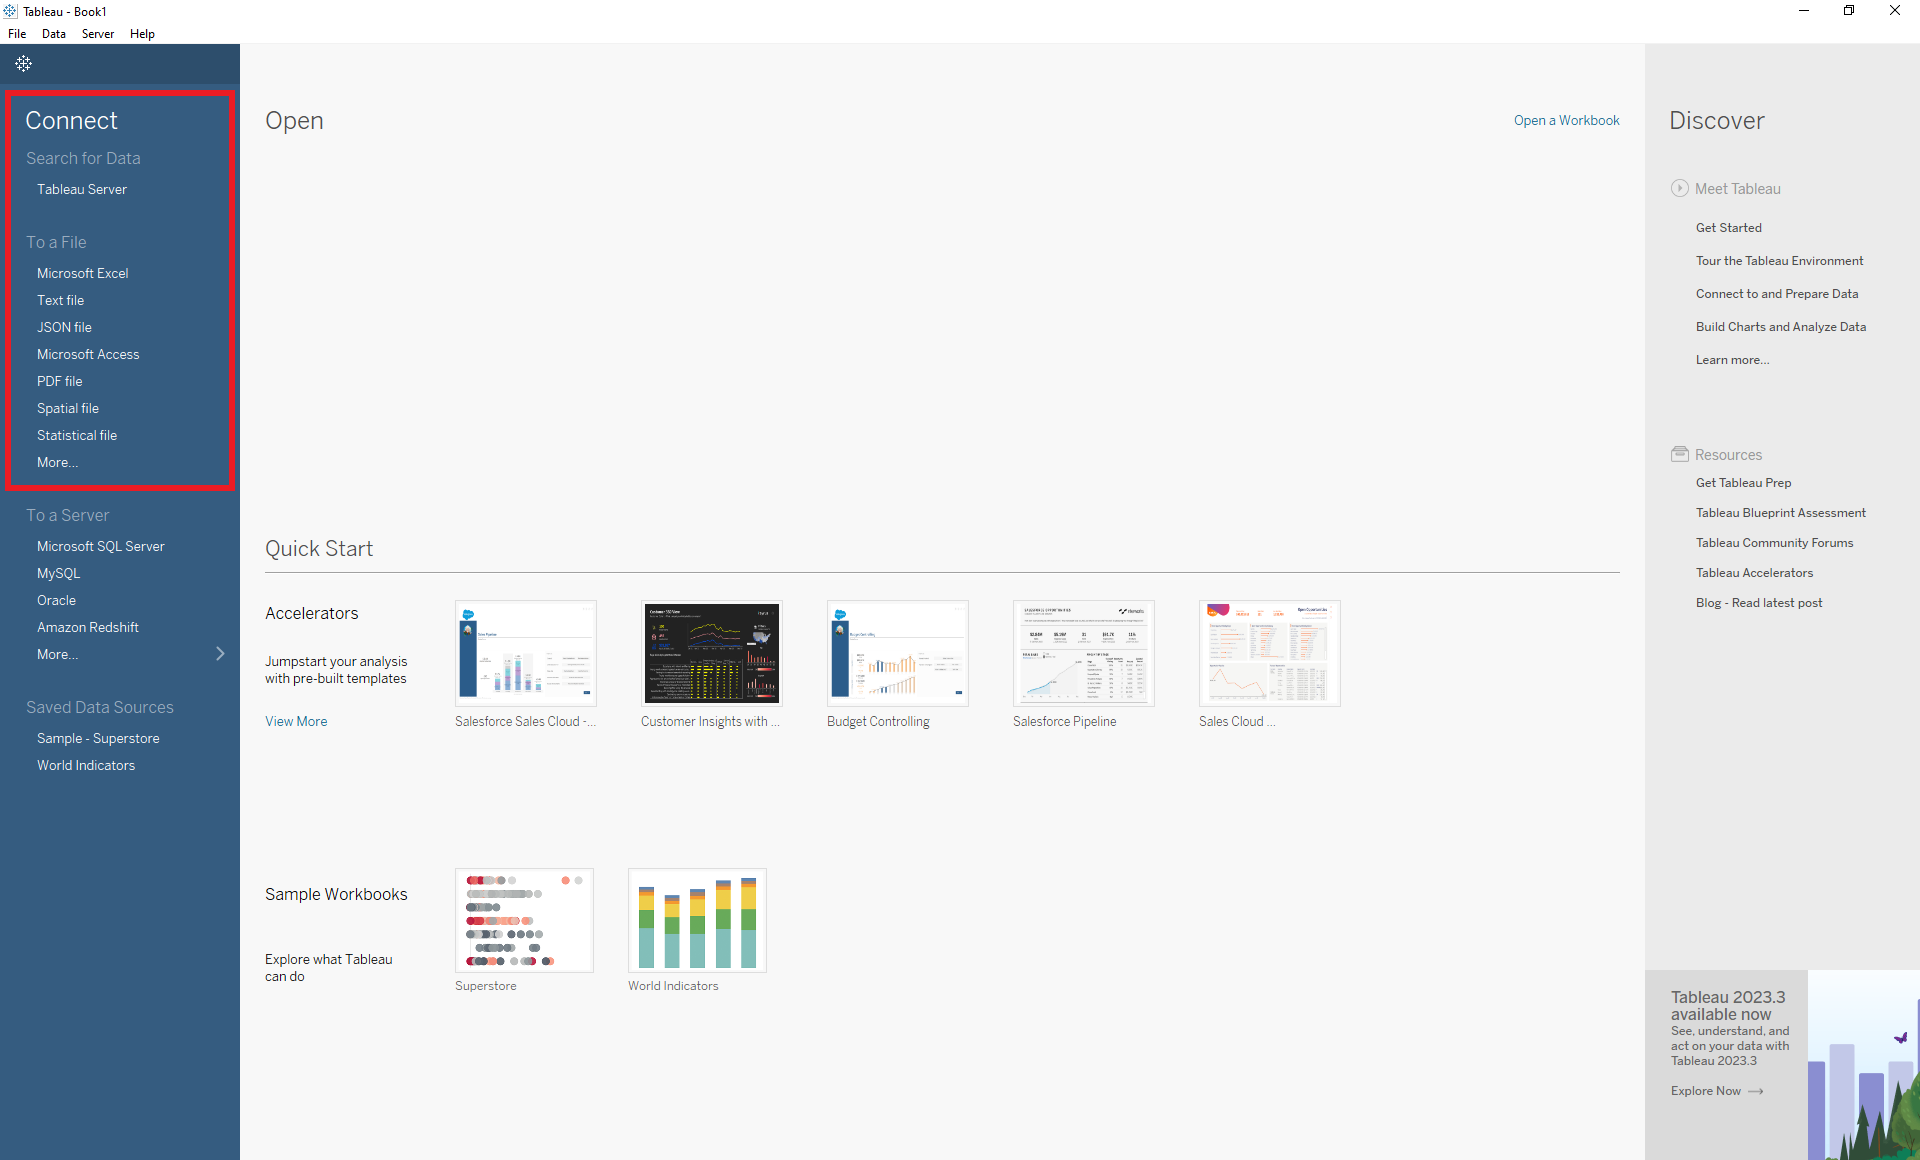 Tableau - Book1
File Data Server Help
Connect
Search for Data
Tableau Server
To a File
Microsoft Excel
Text file
JSON file
Microsoft Access
PDF file
Spatial file
Statistical file
More...
To a Server
Microsoft SQL Server
MySQL
Oracle
Amazon Redshift
More...
Saved Data Sources
Sample - Superstore
World Indicators
Open
Open a Workbook
Quick Start
Accelerators
Jumpstart your analysis
with pre-built templates
View More
Salesforce Sales Cloud -...
Customer Insights with ...
Budget Controlling
Salesforce Pipeline
Sales Cloud ...
Sample Workbooks
Explore what Tableau
can do
Superstore
World Indicators
Discover
Meet Tableau
Get Started
Tour the Tableau Environment
Connect to and Prepare Data
Build Charts and Analyze Data
Learn more...
Resources
Get Tableau Prep
Tableau Blueprint Assessment
Tableau Community Forums
Tableau Accelerators
Blog - Read latest post
Tableau 2023.3
available now
See, understand, and
act on your data with
Tableau 2023.3
Explore Now